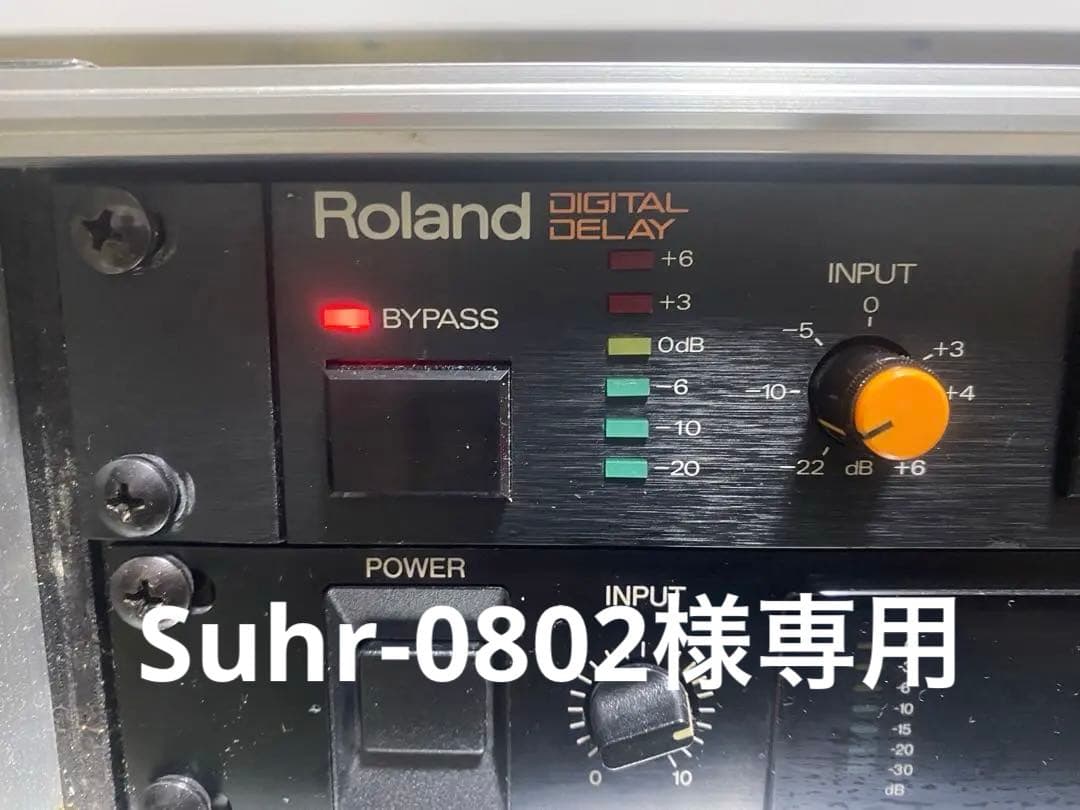 Roland DIGITAL DELAY
+6
BYPASS
+3
0dB
-6
-10
-20
INPUT
0
-5
+3
-10
+4
-22 dB +6
POWER
INPUT
Suhr-0802様専用
0 10
-10
-15
-20
-30
dB